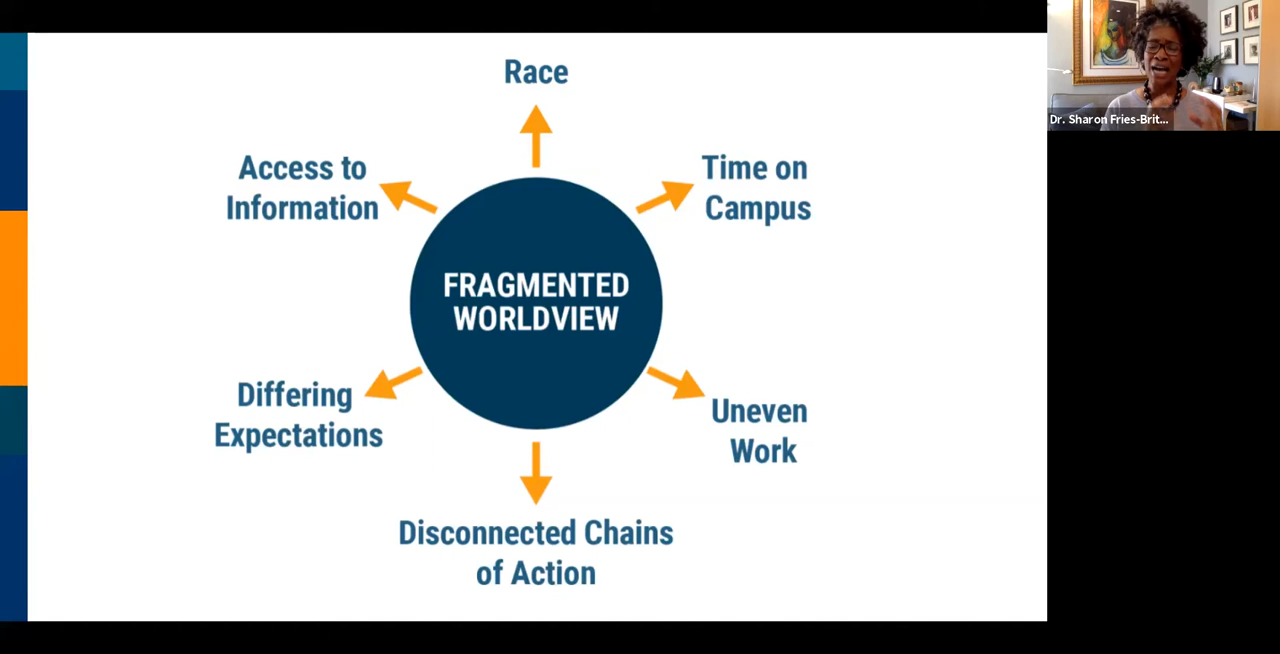 Race
Time on
Campus
Uneven
Work
Disconnected Chains
of Action
Differing
Expectations
Access to
Information
FRAGMENTED
WORLDVIEW
Dr. Sharon Fries-Brit...